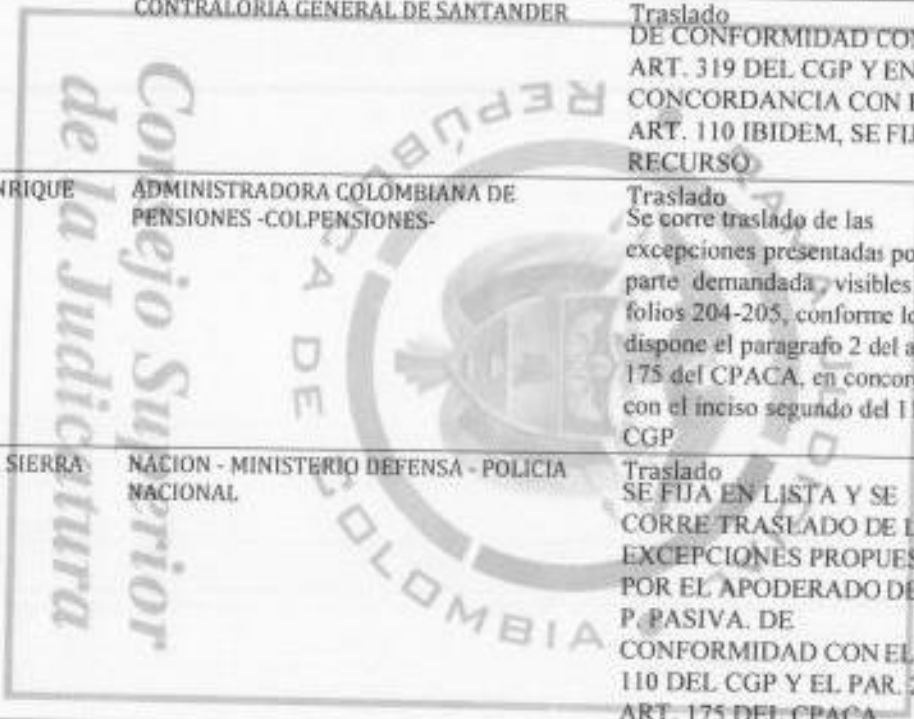 CONTRALORIA GENERAL DE SANTANDER
Traslado
DE CONFORMIDAD CON
ART. 319 DEL CGP Y EN
CONCORDANCIA CON
ART. 110 IBIDEM, SE
RECURSO
ADMINISTRADORA COLOMBIANA DE
PENSIONES -COLPENSIONES-
Traslado
Se corre traslado de las
excepciones presentadas
parte demandada, visibles
folios 204-205, conforme
dispone el paragrafo 2 del
175 del CPACA, en
con el inciso segundo del
CGP
SIERRA
NACION - MINISTERIO DEFENSA - POLICIA
NACIONAL
Traslado
SE FIJA EN LISTA Y SE
CORRE TRASLADO DE
EXCEPCIONES
POR EL APODERADO
P. PASIVA. DE
CONFORMIDAD CON EL
110 DEL CGP Y EL PAR.
ART. 175 DEL CPACA
Consejo Superior
de la Judicatura
REPÚBLICA DE COLOMBIA